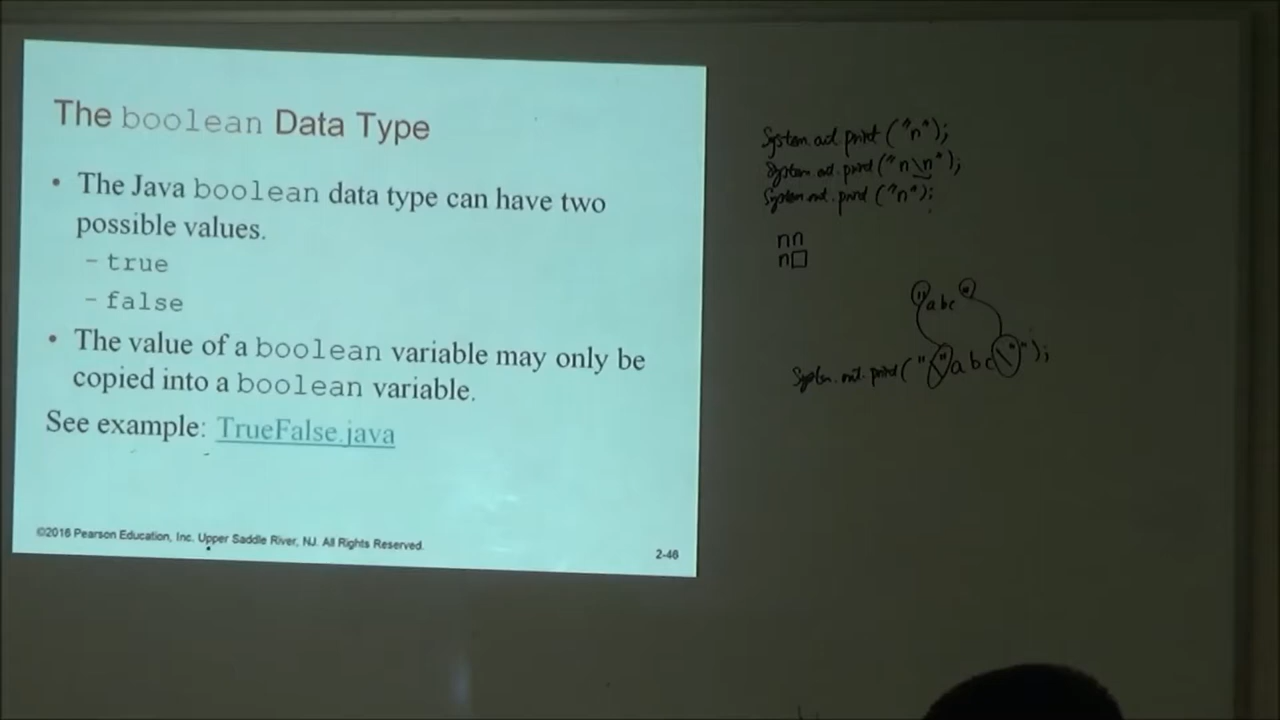 The boolean Data Type
• The Java boolean data type can have two
possible values.
– true
– false
• The value of a boolean variable may only be
copied into a boolean variable.
See example: TrueFalse.java
©2016 Pearson Education, Inc. Upper Saddle River, NJ. All Rights Reserved.
2-46
System.out.print("n");
System.out.print("n\n");
System.out.print("n");
nn
n
"abc"
System.out.print("\"abc\"");